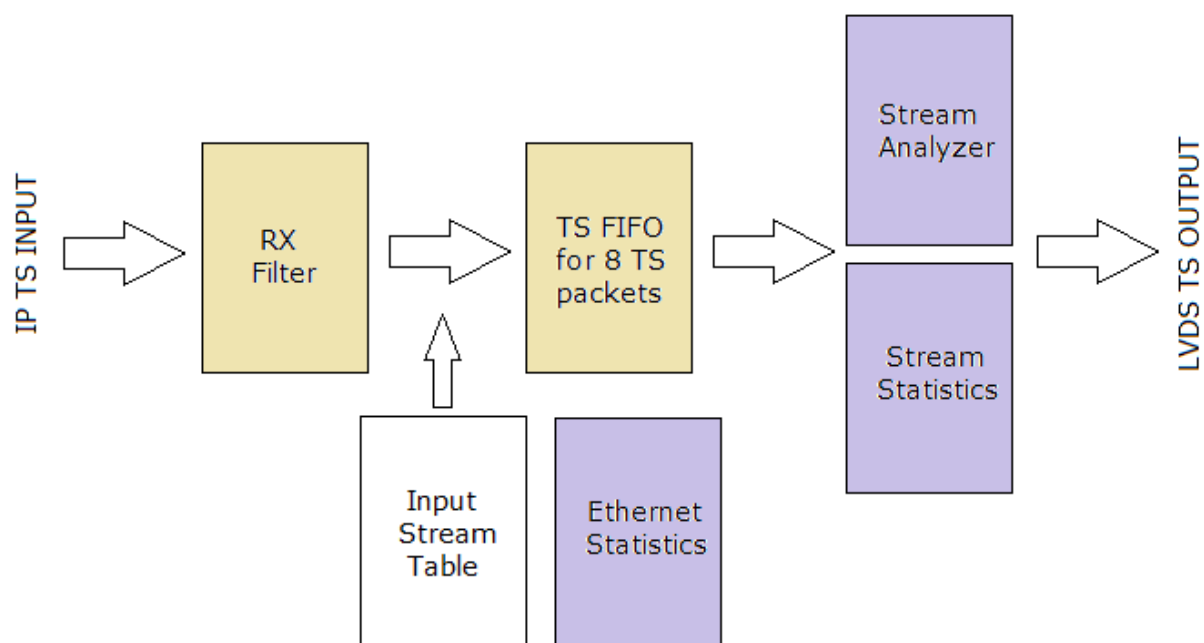 IP TS INPUT
RX
Filter
TS FIFO
for 8 TS
packets
Stream
Analyzer
Stream
Statistics
LVDS TS OUTPUT
Input
Stream
Table
Ethernet
Statistics